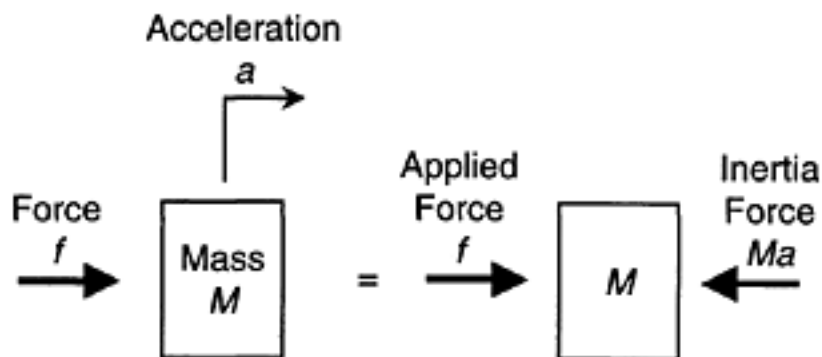 Acceleration
a
Force
f
Mass
M
=
Applied
Force
f
M
Inertia
Force
Ma